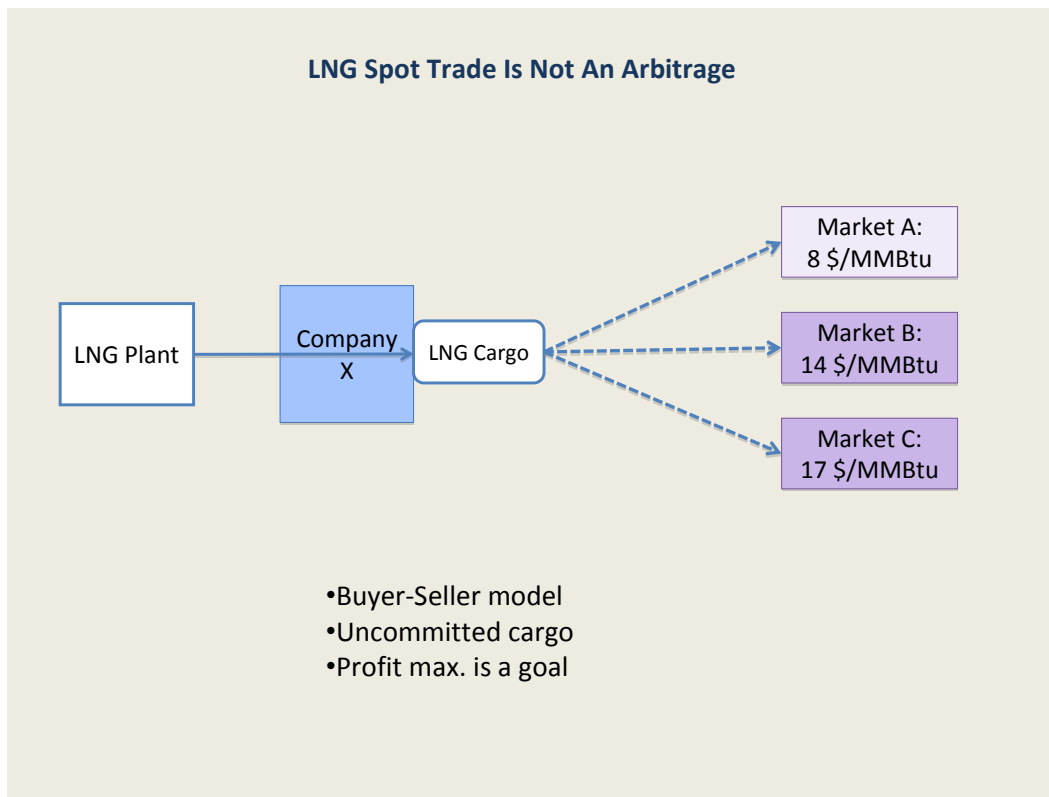 LNG Spot Trade Is Not An Arbitrage
Market A:
8 $/MMBtu
LNG Plant
Company
X
LNG Cargo
Market B:
14 $/MMBtu
Market C:
17 $/MMBtu
•Buyer-Seller model
•Uncommitted cargo
•Profit max. is a goal